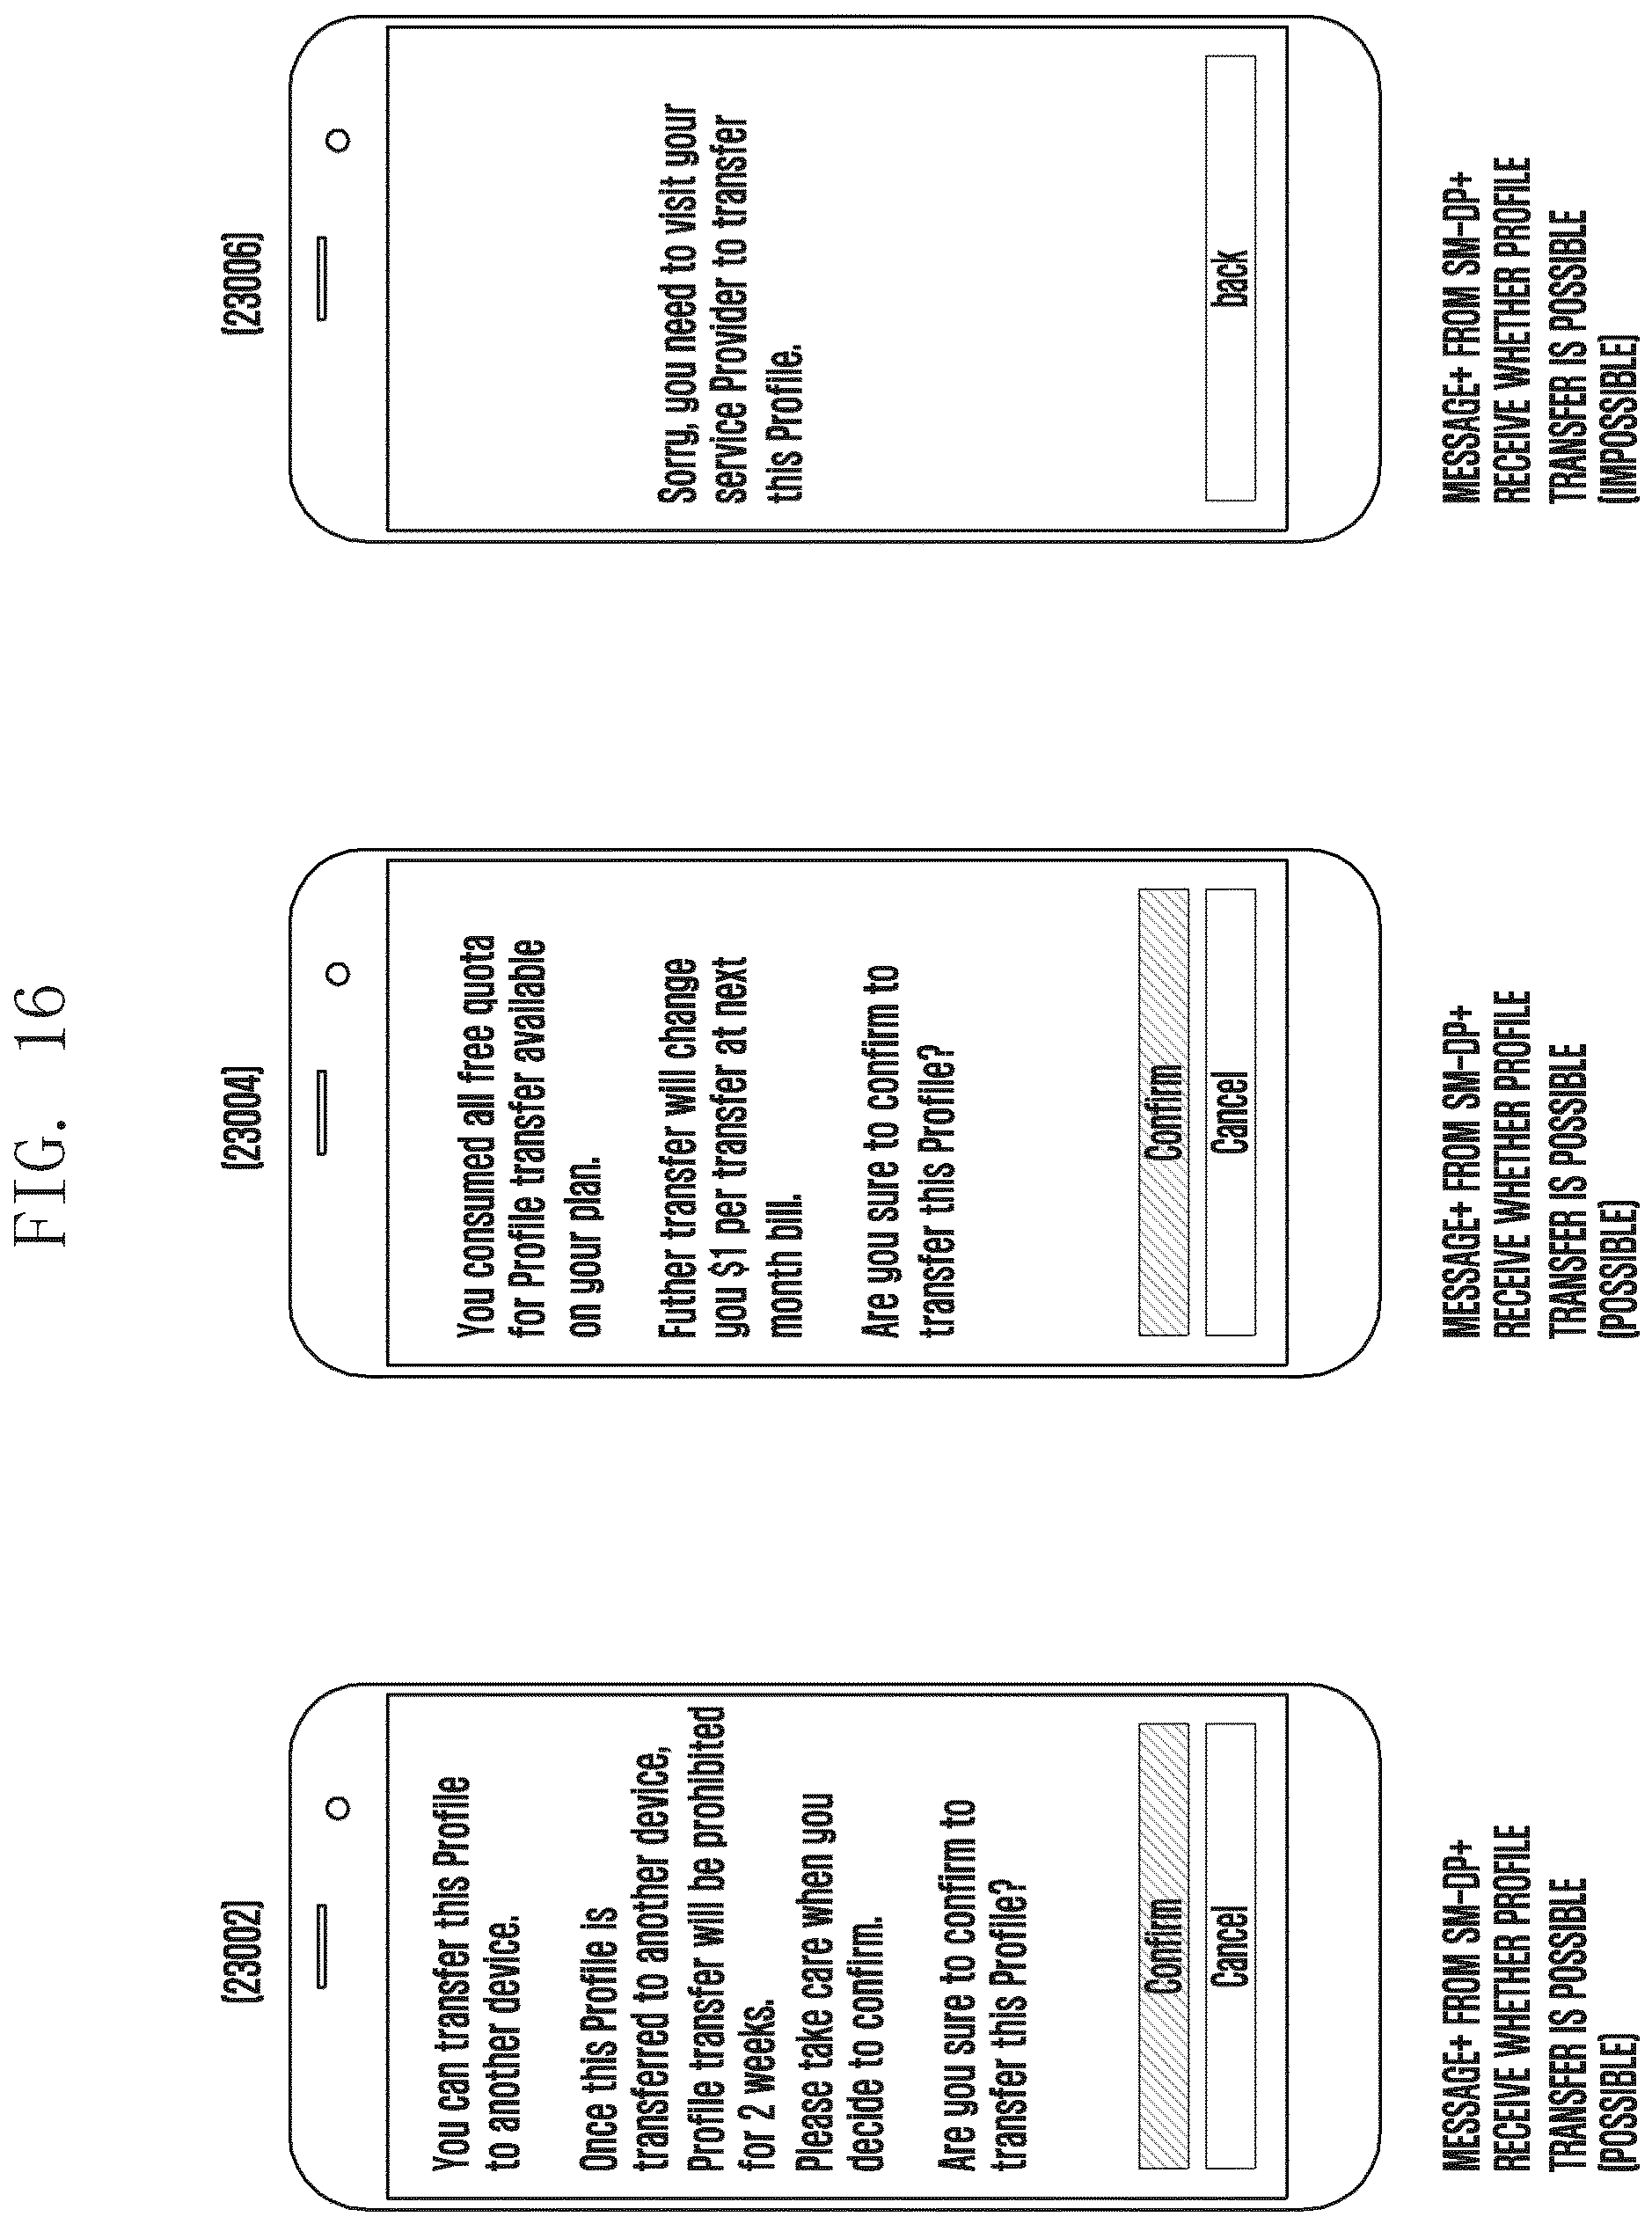 FIG. 16
(23002)
You can transfer this Profile
to another device.
Once this Profile is
transferred to another device,
Profile transfer will be prohibited
for 2 weeks.
Please take care when you
decide to confirm.
Are you sure to confirm to
transfer this Profile?
Confirm
Cancel
MESSAGE+ FROM SM-DP+
RECEIVE WHETHER PROFILE
TRANSFER IS POSSIBLE
(POSSIBLE)
(23004)
You consumed all free quota
for Profile transfer available
on your plan.
Futher transfer will change
you $1 per transfer at next
month bill.
Are you sure to confirm to
transfer this Profile?
Confirm
Cancel
MESSAGE+ FROM SM-DP+
RECEIVE WHETHER PROFILE
TRANSFER IS POSSIBLE
(POSSIBLE)
(23006)
Sorry, you need to visit your
service Provider to transfer
this Profile.
back
MESSAGE+ FROM SM-DP+
RECEIVE WHETHER PROFILE
TRANSFER IS POSSIBLE
(IMPOSSIBLE)